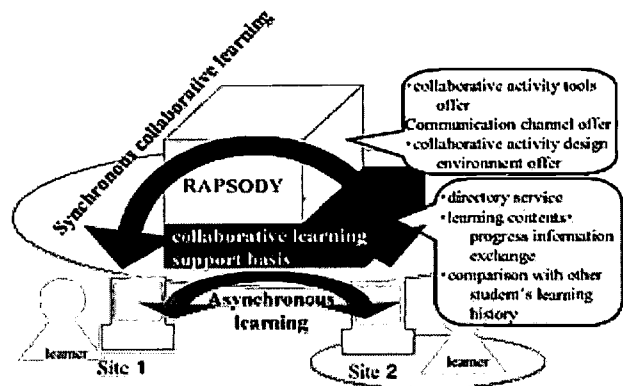 Synchronous collaborative learning
•collaborative activity tools
offer
Communication channel offer
• collaborative activity design
environment offer
RAPSODY
• directory service
• learning contents•
progress information
exchange
• comparison with other
student's learning
history
collaborative learning
support basis
Asynchronous
learning
learner
Site 1
Site 2
learner